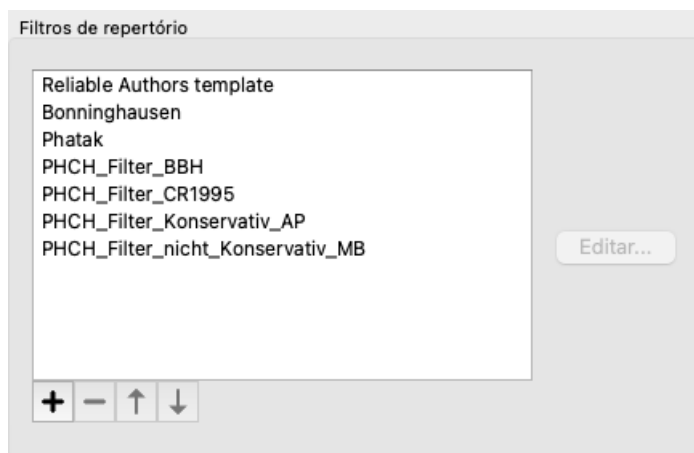 Filtros de repertório
Reliable Authors template
Bonninghausen
Phatak
PHCH_Filter_BBH
PHCH_Filter_CR1995
PHCH_Filter_Konservativ_AP
PHCH_Filter_nicht_Konservativ_MB
Editar...